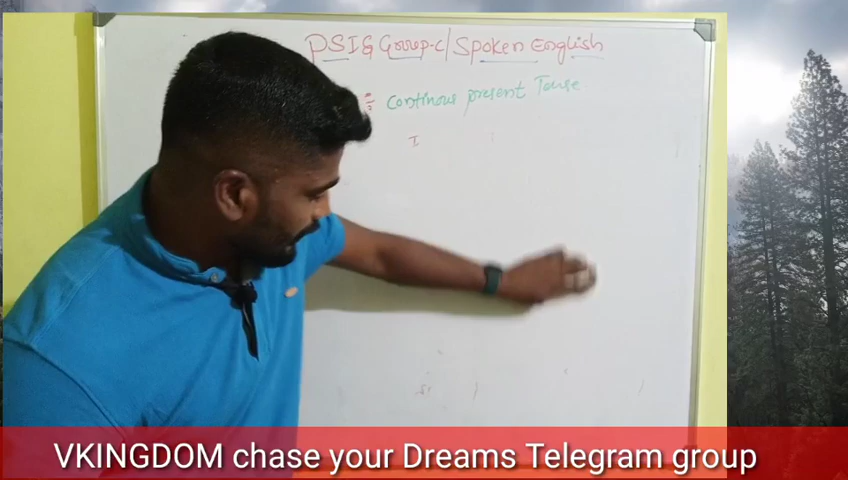 PSI & Group-c/Spoken English
continous present Tense
I
VKINGDOM chase your Dreams Telegram group